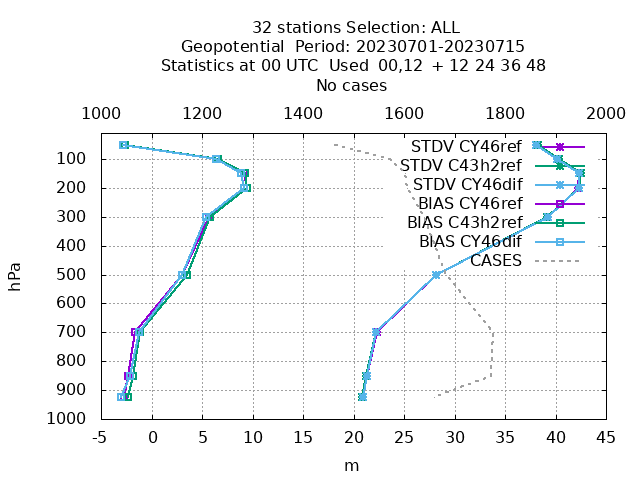 32 stations Selection: ALL
Geopotential  Period: 20230701-20230715
Statistics at 00 UTC  Used  00,12  + 12 24 36 48
No cases
1000 1200 1400 1600 1800 2000
STDV CY46ref
STDV C43h2ref
STDV CY46dif
BIAS CY46ref
BIAS C43h2ref
BIAS CY46dif
CASES
hPa
100
200
300
400
500
600
700
800
900
1000
-5 0 5 10 15 20 25 30 35 40 45
m